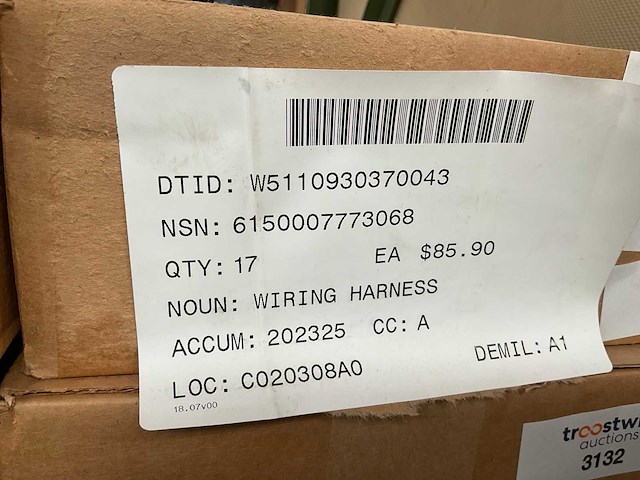 DTID: W5110930370043
NSN: 6150007773068
QTY: 17 EA $85.90
NOUN: WIRING HARNESS
ACCUM: 202325 CC: A
LOC: C020308A0 DEMIL: A1
18.07v00
troostwi
auctions
3132